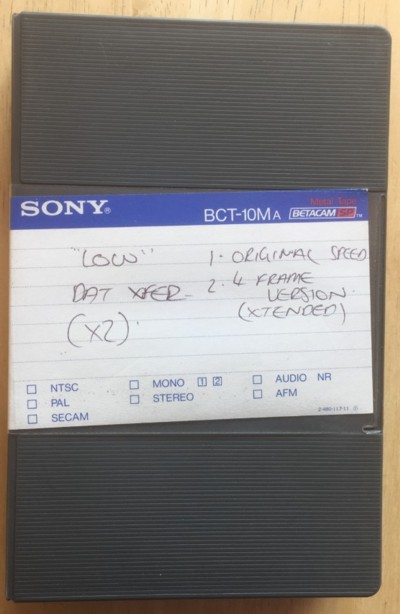 SONY®
BCT-10MA Metal Tape BETACAM SP™
"LOW"
DAT XFER
(X2)
1. ORIGINAL SPEED
2. 4 FRAME
VERSION
(XTENDED)
NTSC
PAL
SECAM
MONO 1 2
STEREO
AUDIO NR
AFM